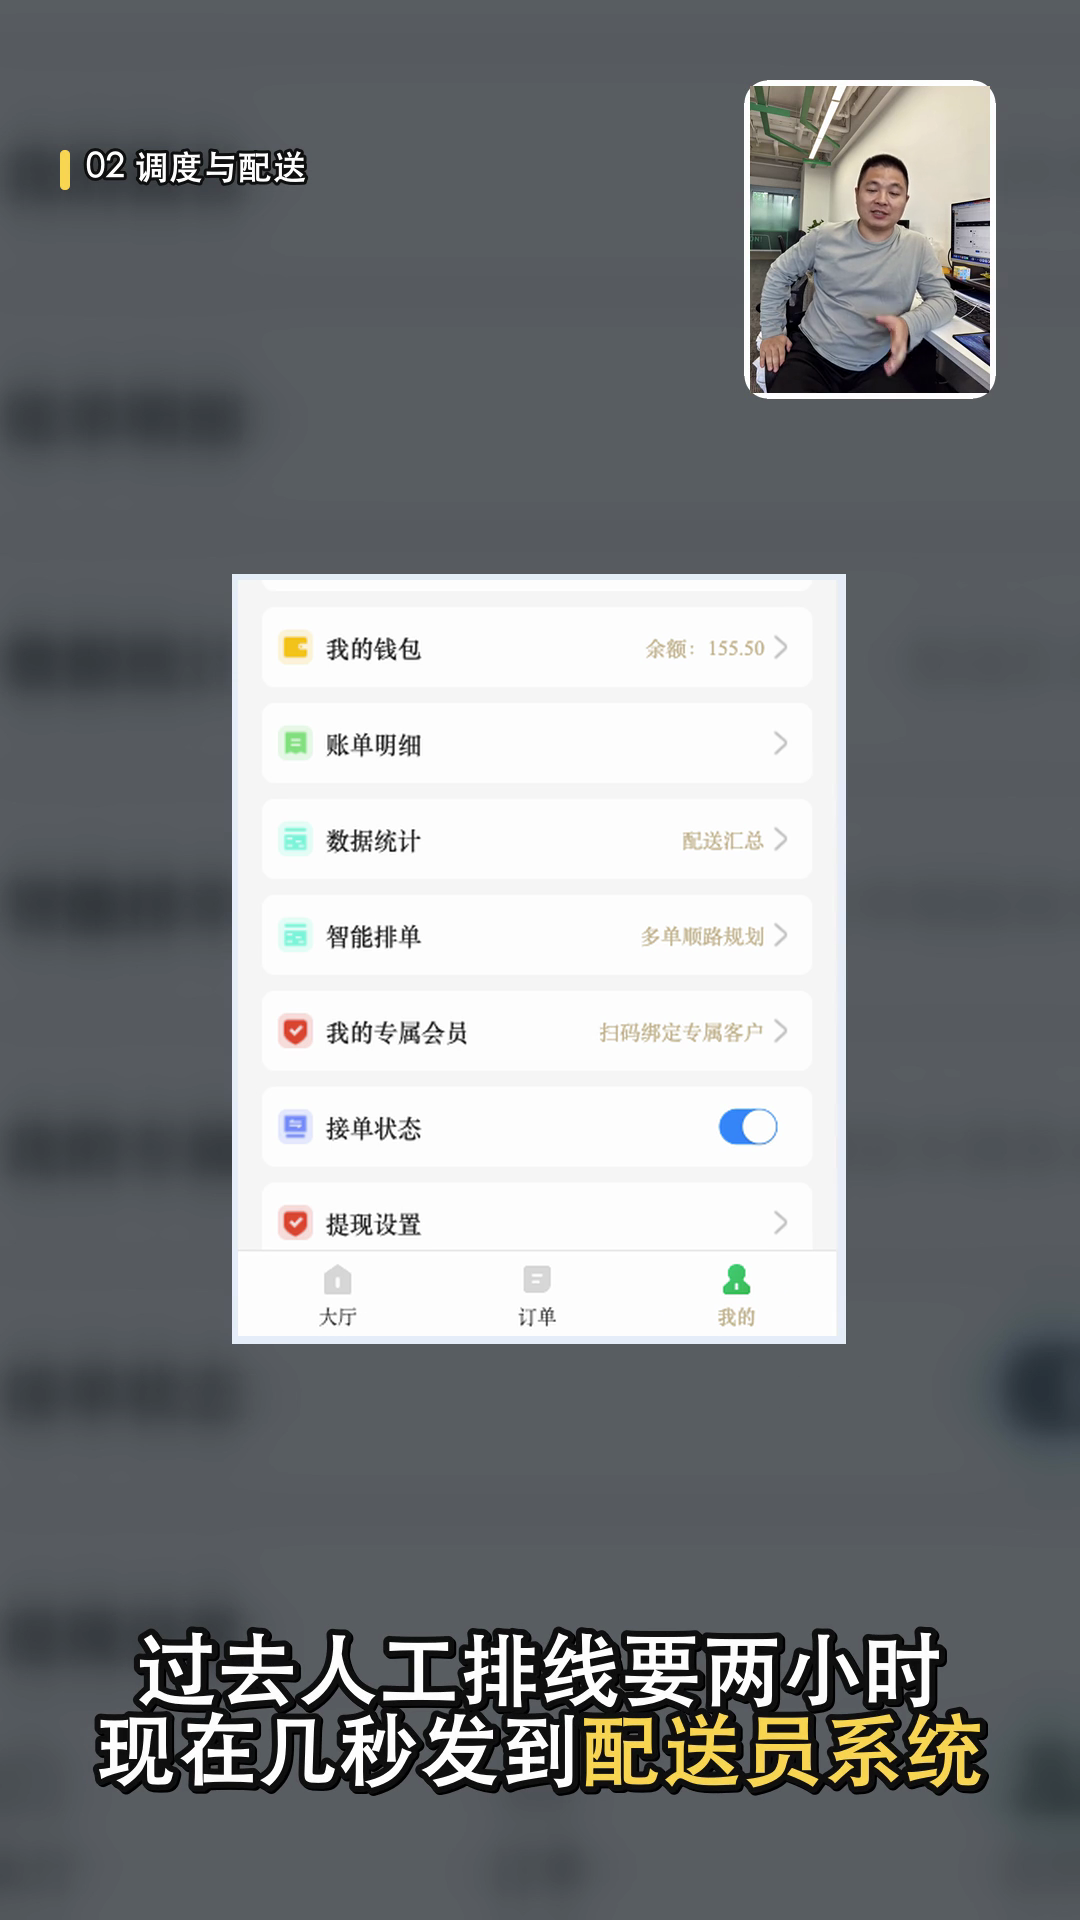 02 调度与配送
我的钱包 余额：155.50
账单明细
数据统计 配送汇总
智能排单 多单顺路规划
我的专属会员 扫码绑定专属客户
接单状态
提现设置
大厅 订单 我的
过去人工排线要两小时
现在几秒发到配送员系统